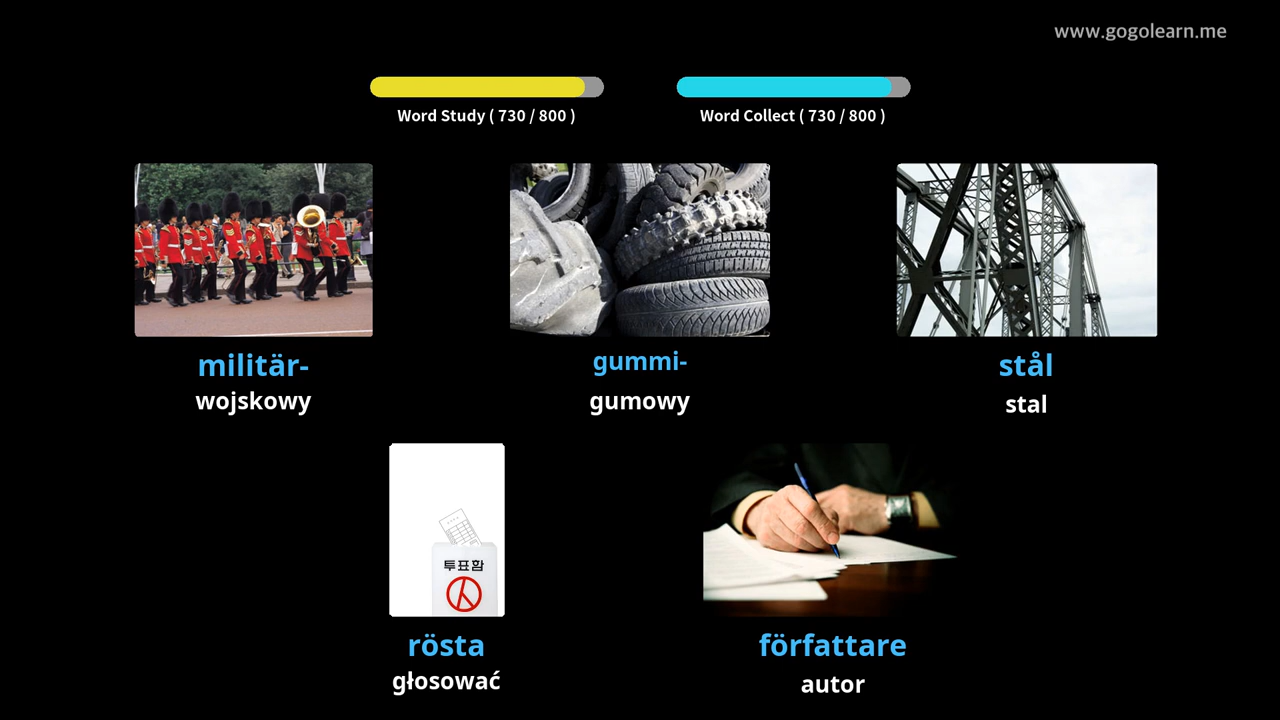 www.gogolearn.me
Word Study ( 730 / 800 )
Word Collect ( 730 / 800 )
militär-
wojskowy
gummi-
gumowy
stål
stal
투표함
rösta
głosować
författare
autor